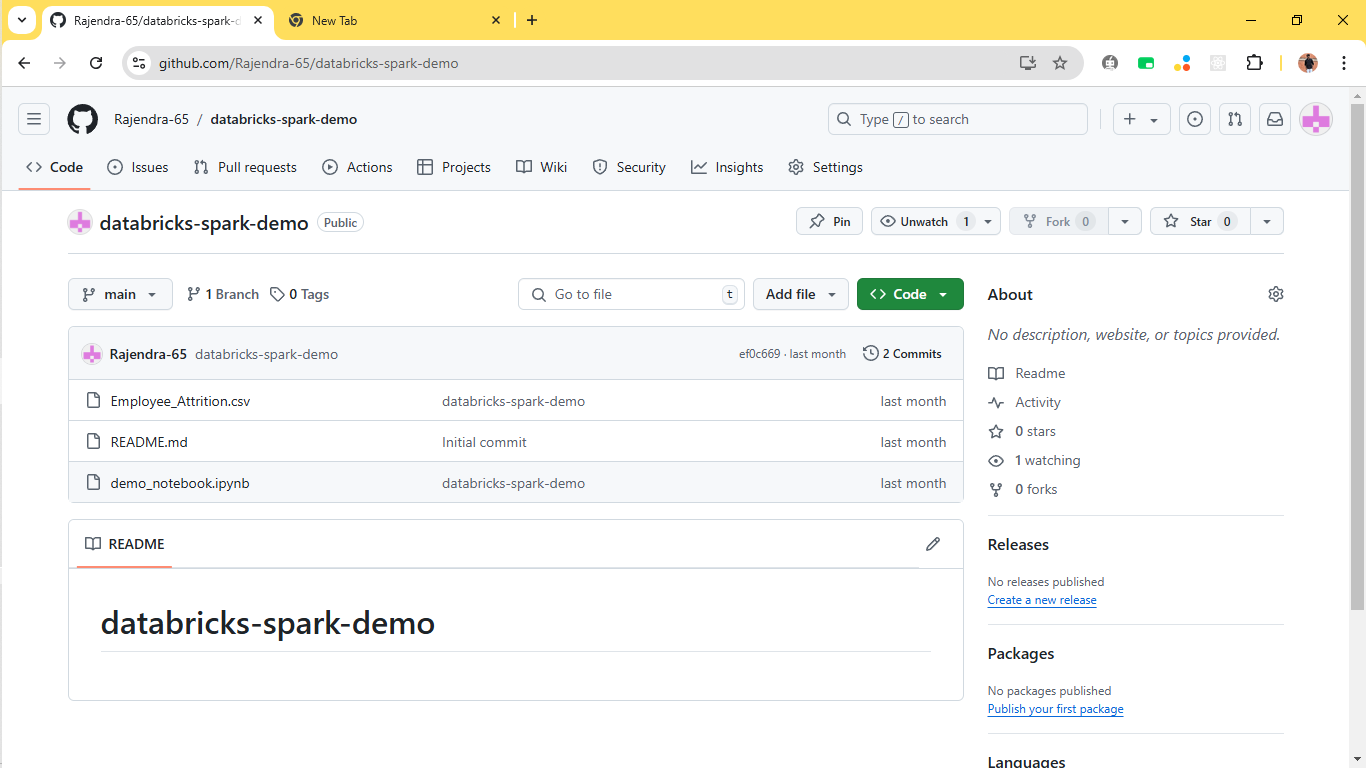 Rajendra-65/databricks-spark-d
New Tab
github.com/Rajendra-65/databricks-spark-demo
Rajendra-65 / databricks-spark-demo
Type / to search
Code Issues Pull requests Actions Projects Wiki Security Insights Settings
databricks-spark-demo Public
Pin Unwatch 1 Fork 0 Star 0
main 1 Branch 0 Tags Go to file t Add file Code
Rajendra-65 databricks-spark-demo ef0c669 · last month 2 Commits
Employee_Attrition.csv databricks-spark-demo last month
README.md Initial commit last month
demo_notebook.ipynb databricks-spark-demo last month
README
databricks-spark-demo
About
No description, website, or topics provided.
Readme
Activity
0 stars
1 watching
0 forks
Releases
No releases published
Create a new release
Packages
No packages published
Publish your first package
Languages